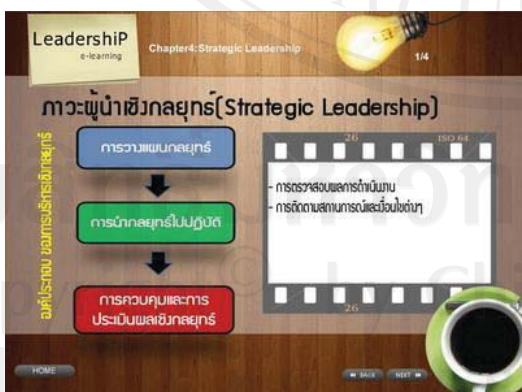 LeadershiP
e-learning
Chapter4:Strategic Leadership
1/4
ภาวะผู้นำเชิงกลยุทธ์(Strategic Leadership)
องค์ประกอบ ของการบริหารเชิงกลยุทธ์
การวางแผนกลยุทธ์
การนำกลยุทธ์ไปปฏิบัติ
การควบคุมและการ
ประเมินผลเชิงกลยุทธ์
26
ISO 64
- การตรวจสอบผลการดำเนินงาน
- การติดตามสถานการณ์และเงื่อนไขต่างๆ
26
HOME
BACK
NEXT